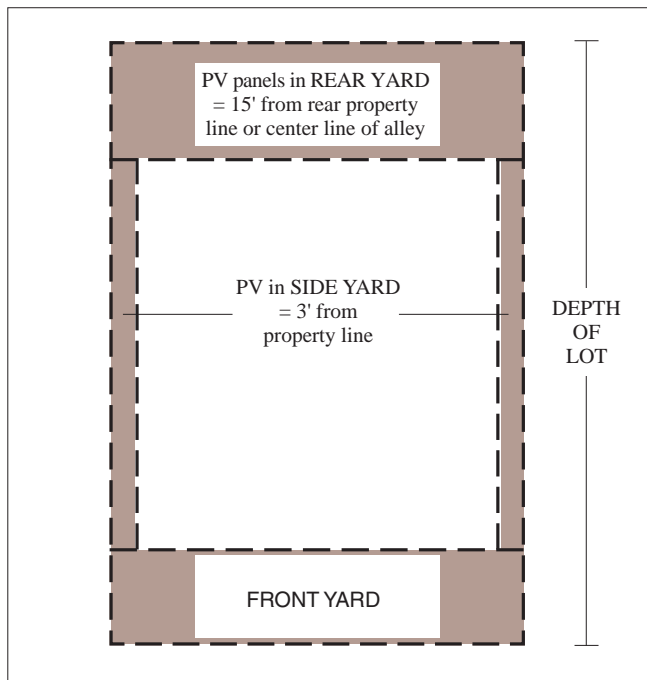 PV panels in REAR YARD
= 15' from rear property
line or center line of alley
PV in SIDE YARD
= 3' from
property line
DEPTH
OF
LOT
FRONT YARD